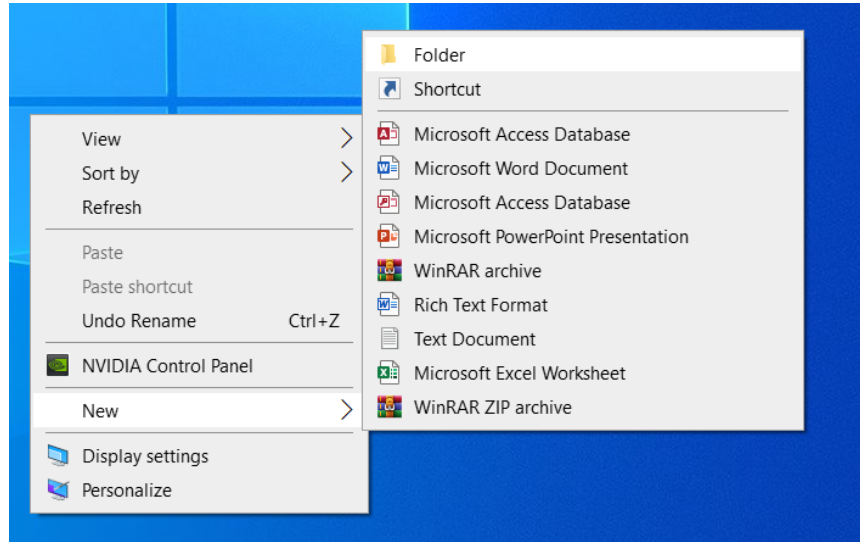 View
Sort by
Refresh
Paste
Paste shortcut
Undo Rename Ctrl+Z
NVIDIA Control Panel
New
Display settings
Personalize
Folder
Shortcut
Microsoft Access Database
Microsoft Word Document
Microsoft Access Database
Microsoft PowerPoint Presentation
WinRAR archive
Rich Text Format
Text Document
Microsoft Excel Worksheet
WinRAR ZIP archive